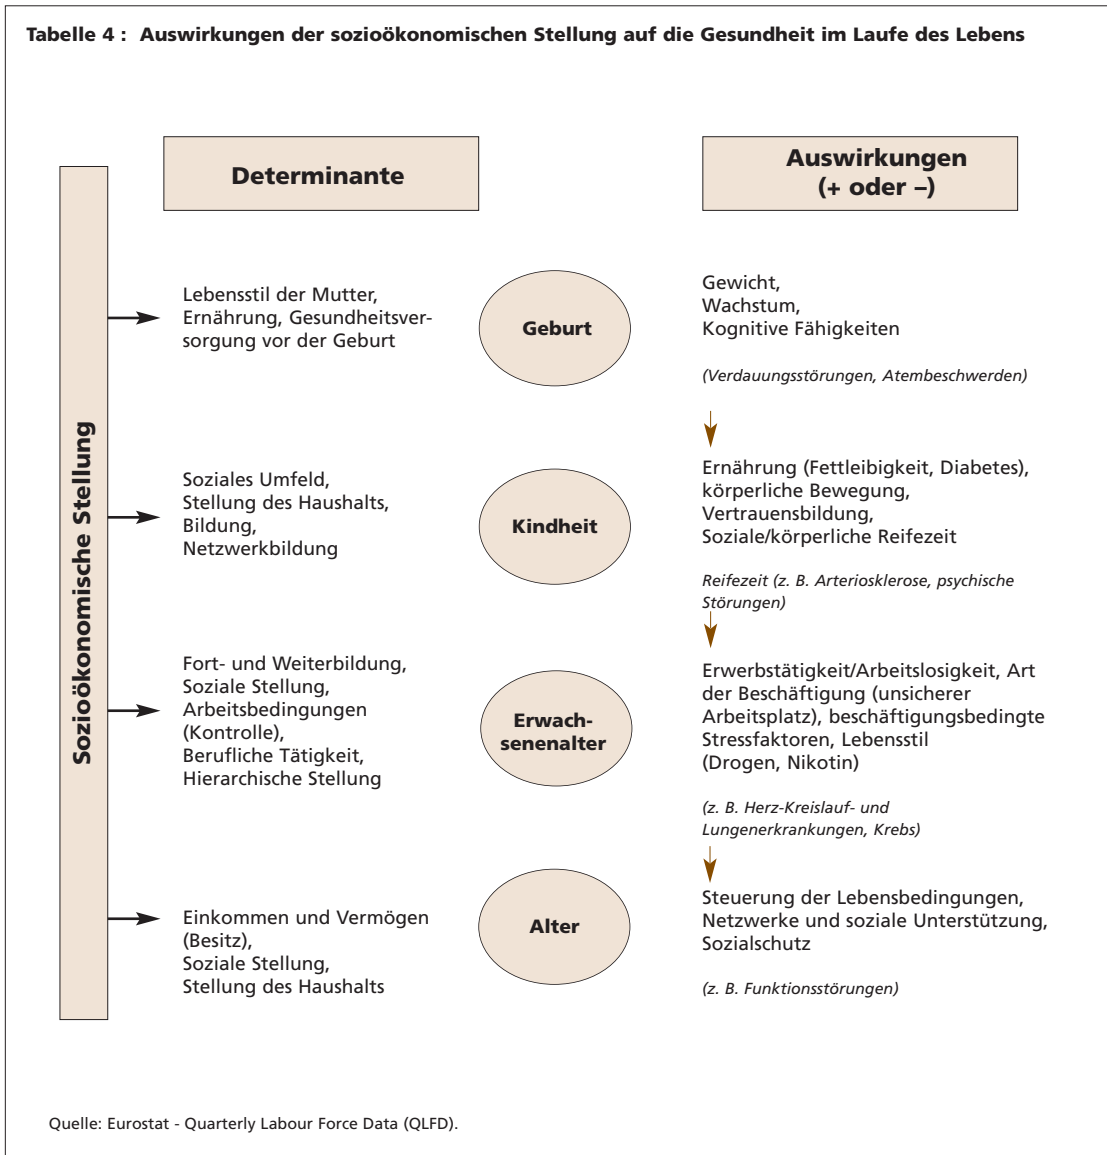 Tabelle 4 : Auswirkungen der sozioökonomischen Stellung auf die Gesundheit im Laufe des Lebens
Sozioökonomische Stellung
Determinante
Auswirkungen
(+ oder –)
Lebensstil der Mutter,
Ernährung, Gesundheitsver-
sorgung vor der Geburt
Geburt
Gewicht,
Wachstum,
Kognitive Fähigkeiten
(Verdauungsstörungen, Atembeschwerden)
Soziales Umfeld,
Stellung des Haushalts,
Bildung,
Netzwerkbildung
Kindheit
Ernährung (Fettleibigkeit, Diabetes),
körperliche Bewegung,
Vertrauensbildung,
Soziale/körperliche Reifezeit
Reifezeit (z. B. Arteriosklerose, psychische
Störungen)
Fort- und Weiterbildung,
Soziale Stellung,
Arbeitsbedingungen
(Kontrolle),
Berufliche Tätigkeit,
Hierarchische Stellung
Erwach-
senenalter
Erwerbstätigkeit/Arbeitslosigkeit, Art
der Beschäftigung (unsicherer
Arbeitsplatz), beschäftigungsbedingte
Stressfaktoren, Lebensstil
(Drogen, Nikotin)
(z. B. Herz-Kreislauf- und
Lungenerkrankungen, Krebs)
Einkommen und Vermögen
(Besitz),
Soziale Stellung,
Stellung des Haushalts
Alter
Steuerung der Lebensbedingungen,
Netzwerke und soziale Unterstützung,
Sozialschutz
(z. B. Funktionsstörungen)
Quelle: Eurostat - Quarterly Labour Force Data (QLFD).